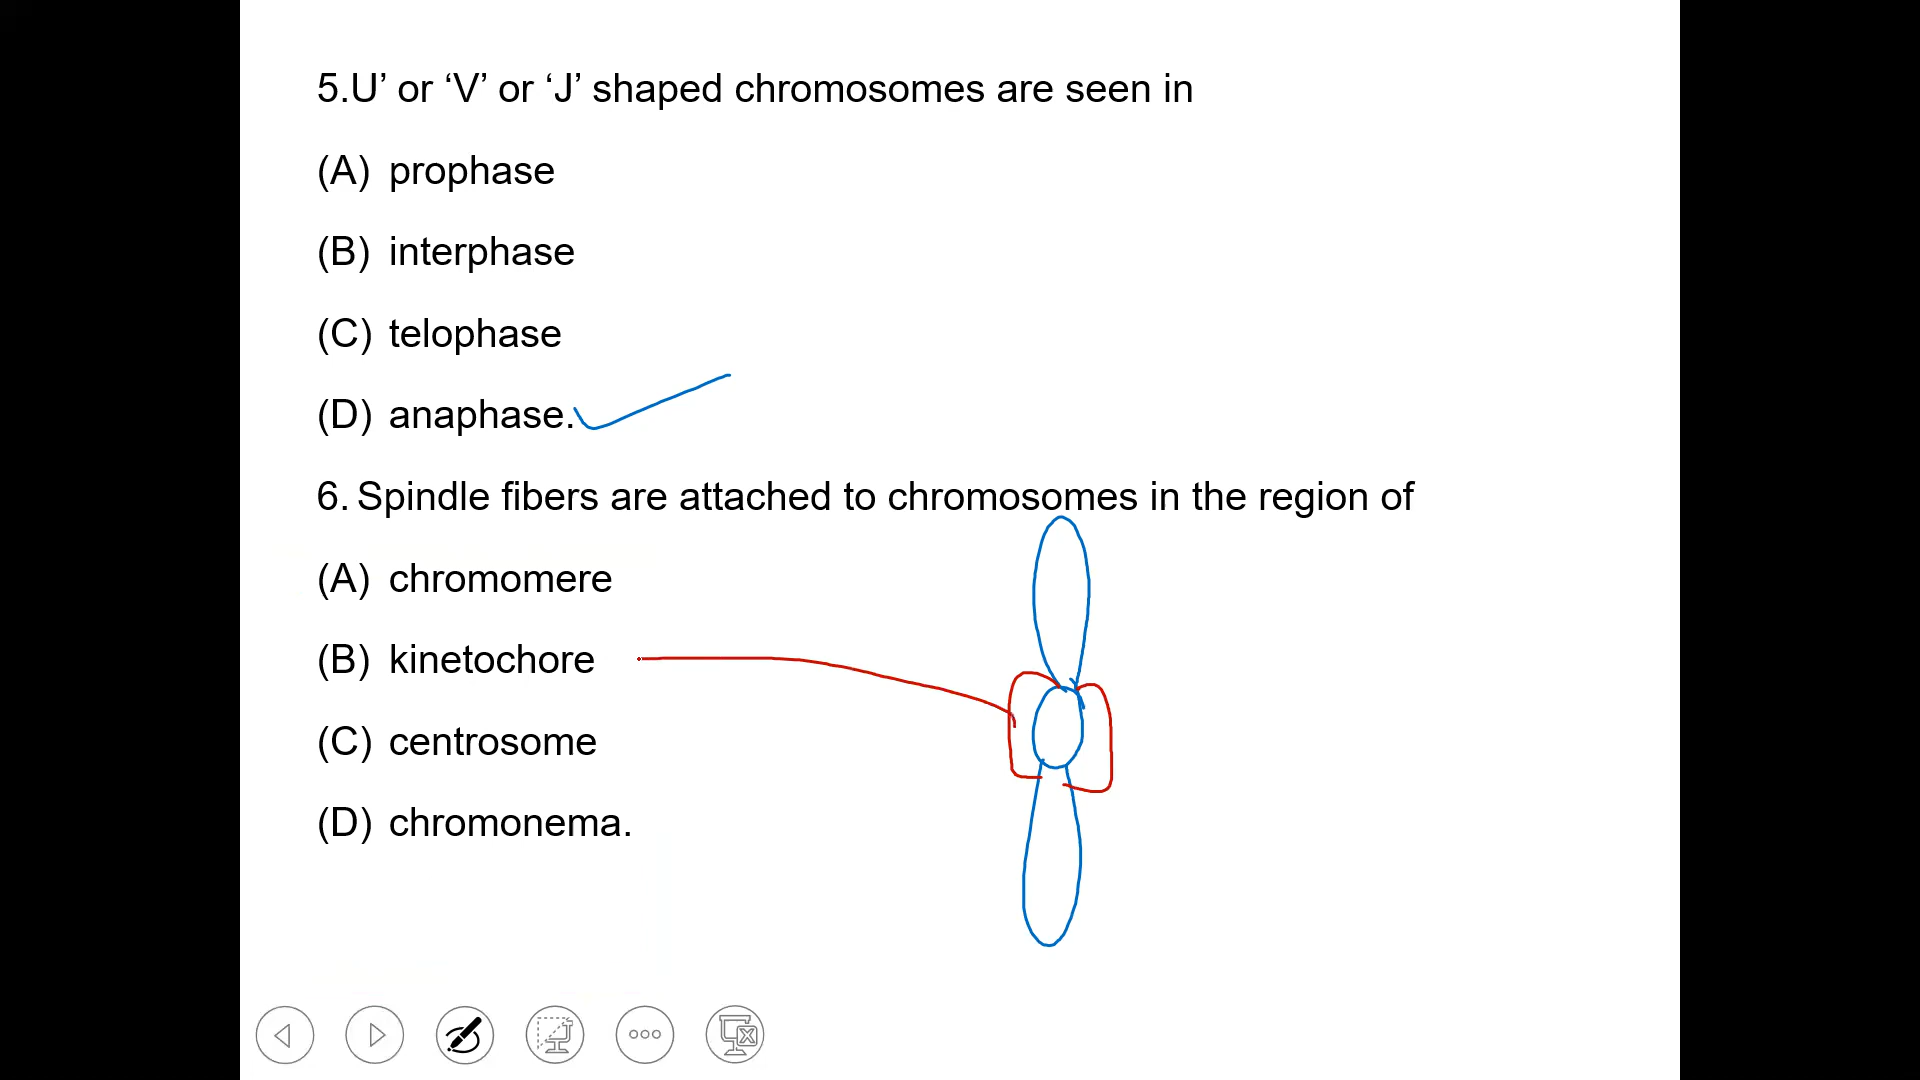 5.U’ or ‘V’ or ‘J’ shaped chromosomes are seen in
(A) prophase
(B) interphase
(C) telophase
(D) anaphase.
6. Spindle fibers are attached to chromosomes in the region of
(A) chromomere
(B) kinetochore
(C) centrosome
(D) chromonema.